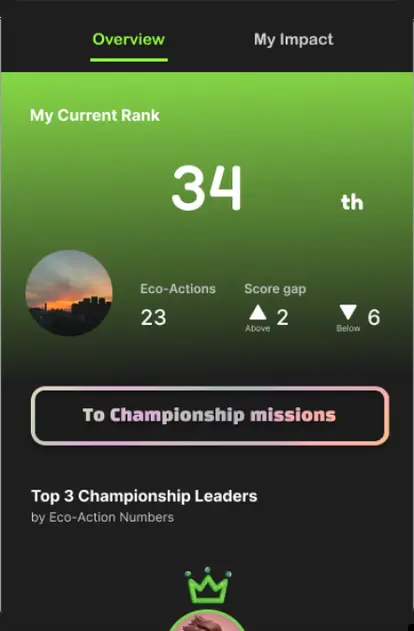 Overview My Impact
My Current Rank
34 th
Eco-Actions Score gap
23 2 6
Above Below
To Championship missions
Top 3 Championship Leaders
by Eco-Action Numbers